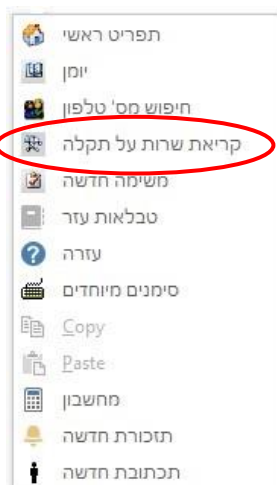 תפריט ראשי
יומן
חיפוש מס' טלפון
קריאת שרות על תקלה
משימה חדשה
טבלאות עזר
עזרה
סימנים מיוחדים
Copy
Paste
מחשבון
תזכורת חדשה
תכתובת חדשה